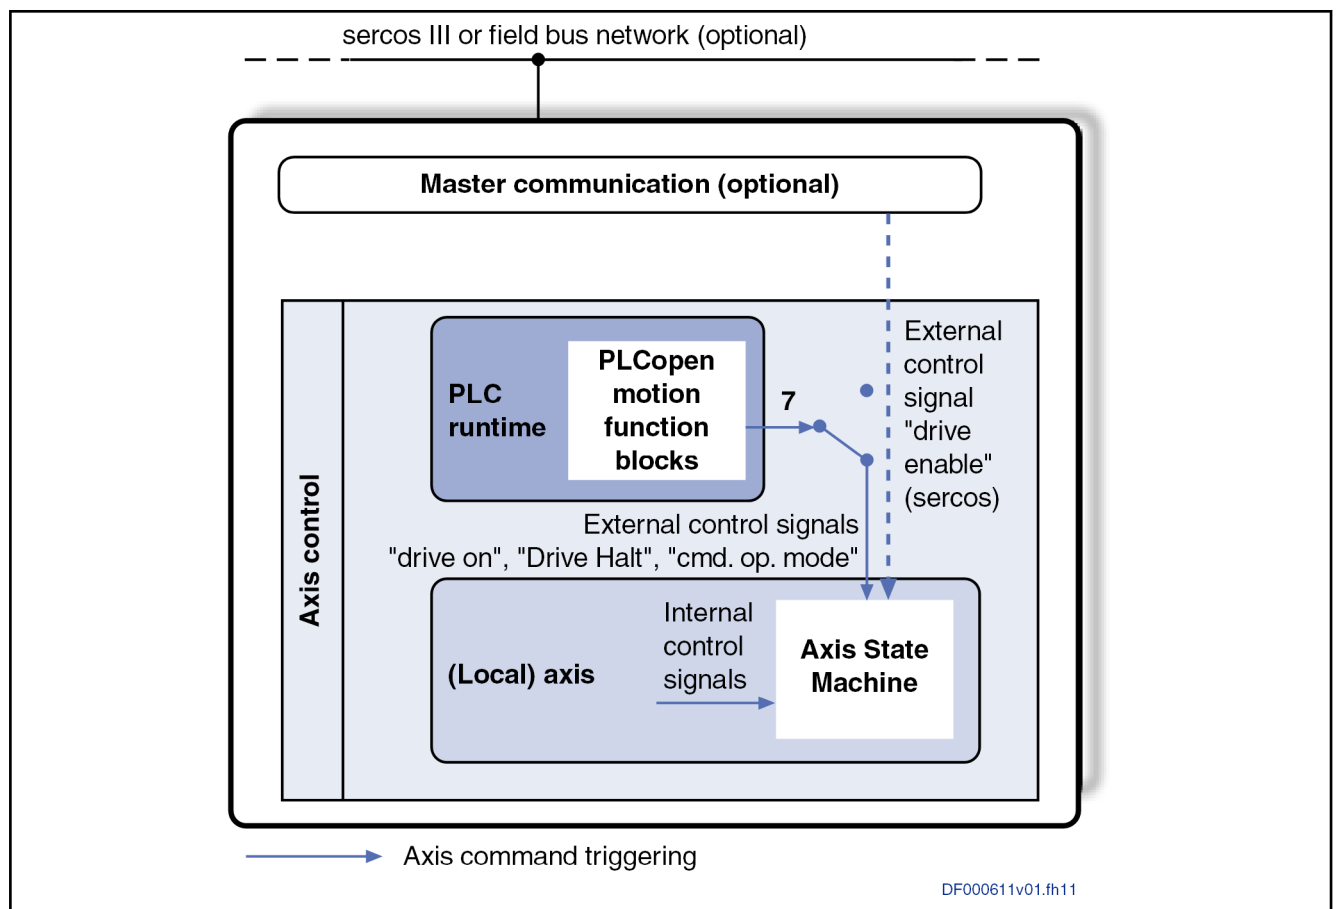 sercos III or field bus network (optional)
Master communication (optional)
Axis control
PLC
runtime
PLCopen
motion
function
blocks
7
External
control
signal
"drive
enable"
(sercos)
External control signals
"drive on", "Drive Halt", "cmd. op. mode"
(Local) axis
Internal
control
signals
Axis State
Machine
Axis command triggering
DF000611v01.fh11